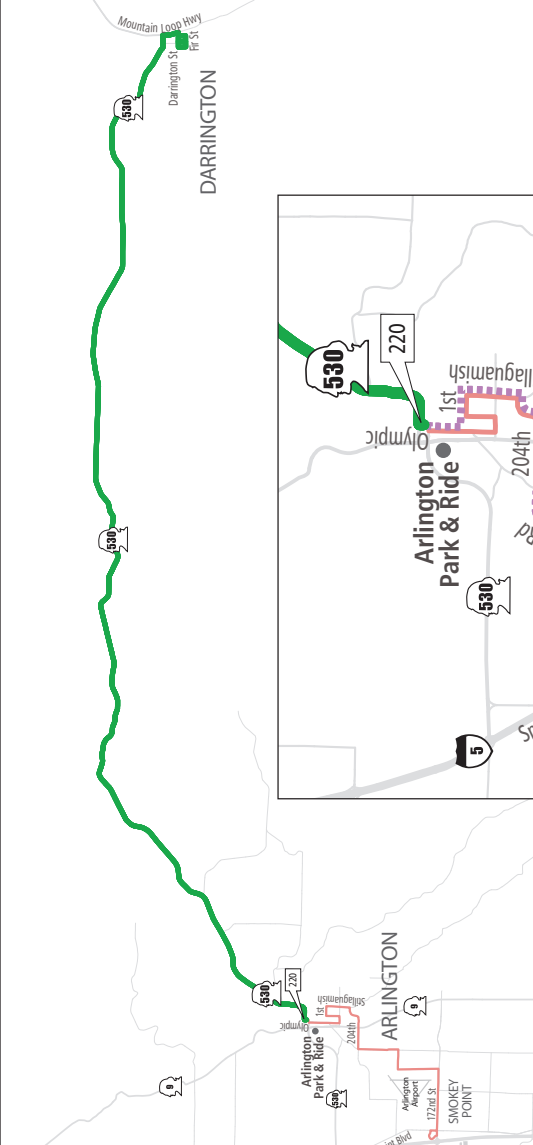 Mountain Loop Hwy
Fir St
Darrington St
530
DARRINGTON
530
220
1st
Olympic
Arlington
Park & Ride
204th
Rd
530
5
530
530
220
1st
Stillaguamish
Olympic
Arlington
Park & Ride
204th
ARLINGTON
9
9
530
Arlington
Airport
172nd St
SMOKEY
POINT
Blvd